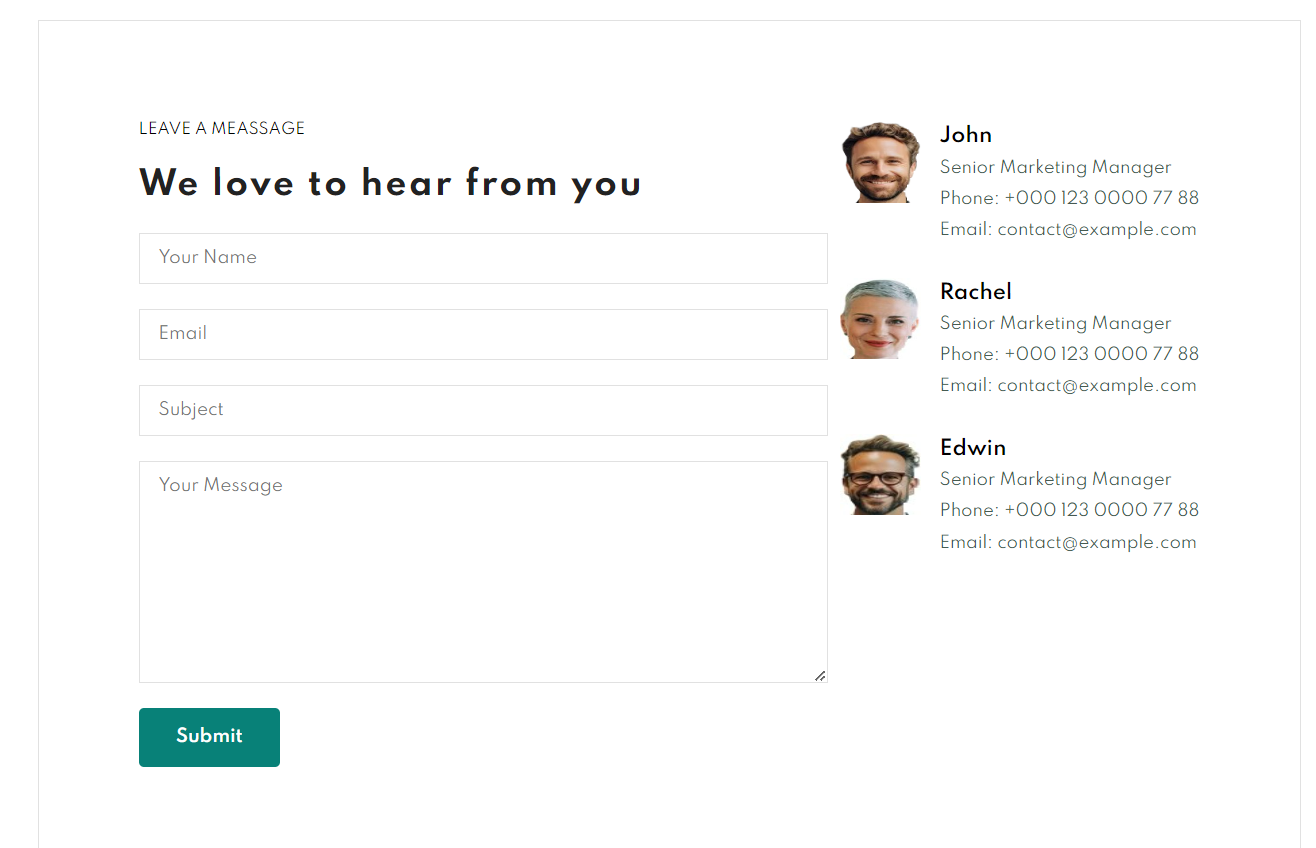 LEAVE A MEASSAGE
We love to hear from you
Your Name
Email
Subject
Your Message
Submit
John
Senior Marketing Manager
Phone: +000 123 0000 77 88
Email: contact@example.com
Rachel
Senior Marketing Manager
Phone: +000 123 0000 77 88
Email: contact@example.com
Edwin
Senior Marketing Manager
Phone: +000 123 0000 77 88
Email: contact@example.com